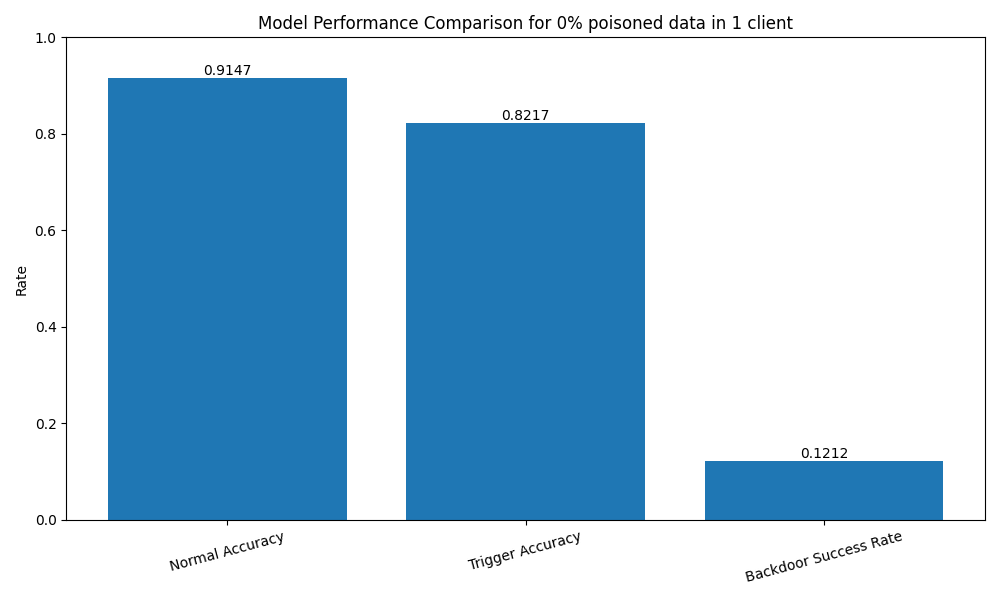 Model Performance Comparison for 0% poisoned data in 1 client
1.0
0.8
0.6
0.4
0.2
0.0
Rate
0.9147
0.8217
0.1212
Normal Accuracy
Trigger Accuracy
Backdoor Success Rate